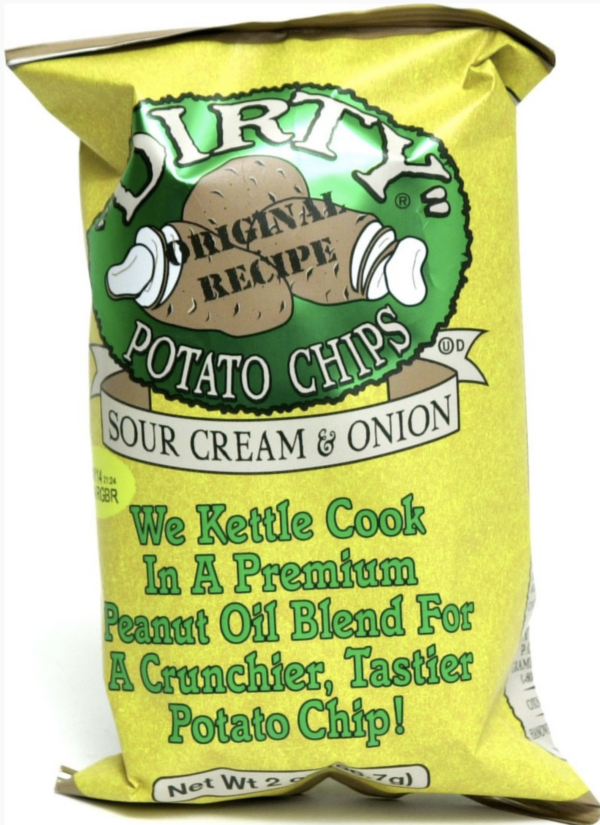 "DIRTY"®
ORIGINAL
RECIPE
POTATO CHIPS
Ⓤ D
SOUR CREAM & ONION
We Kettle Cook
In A Premium
Peanut Oil Blend For
A Crunchier, Tastier
Potato Chip!
Net Wt 2